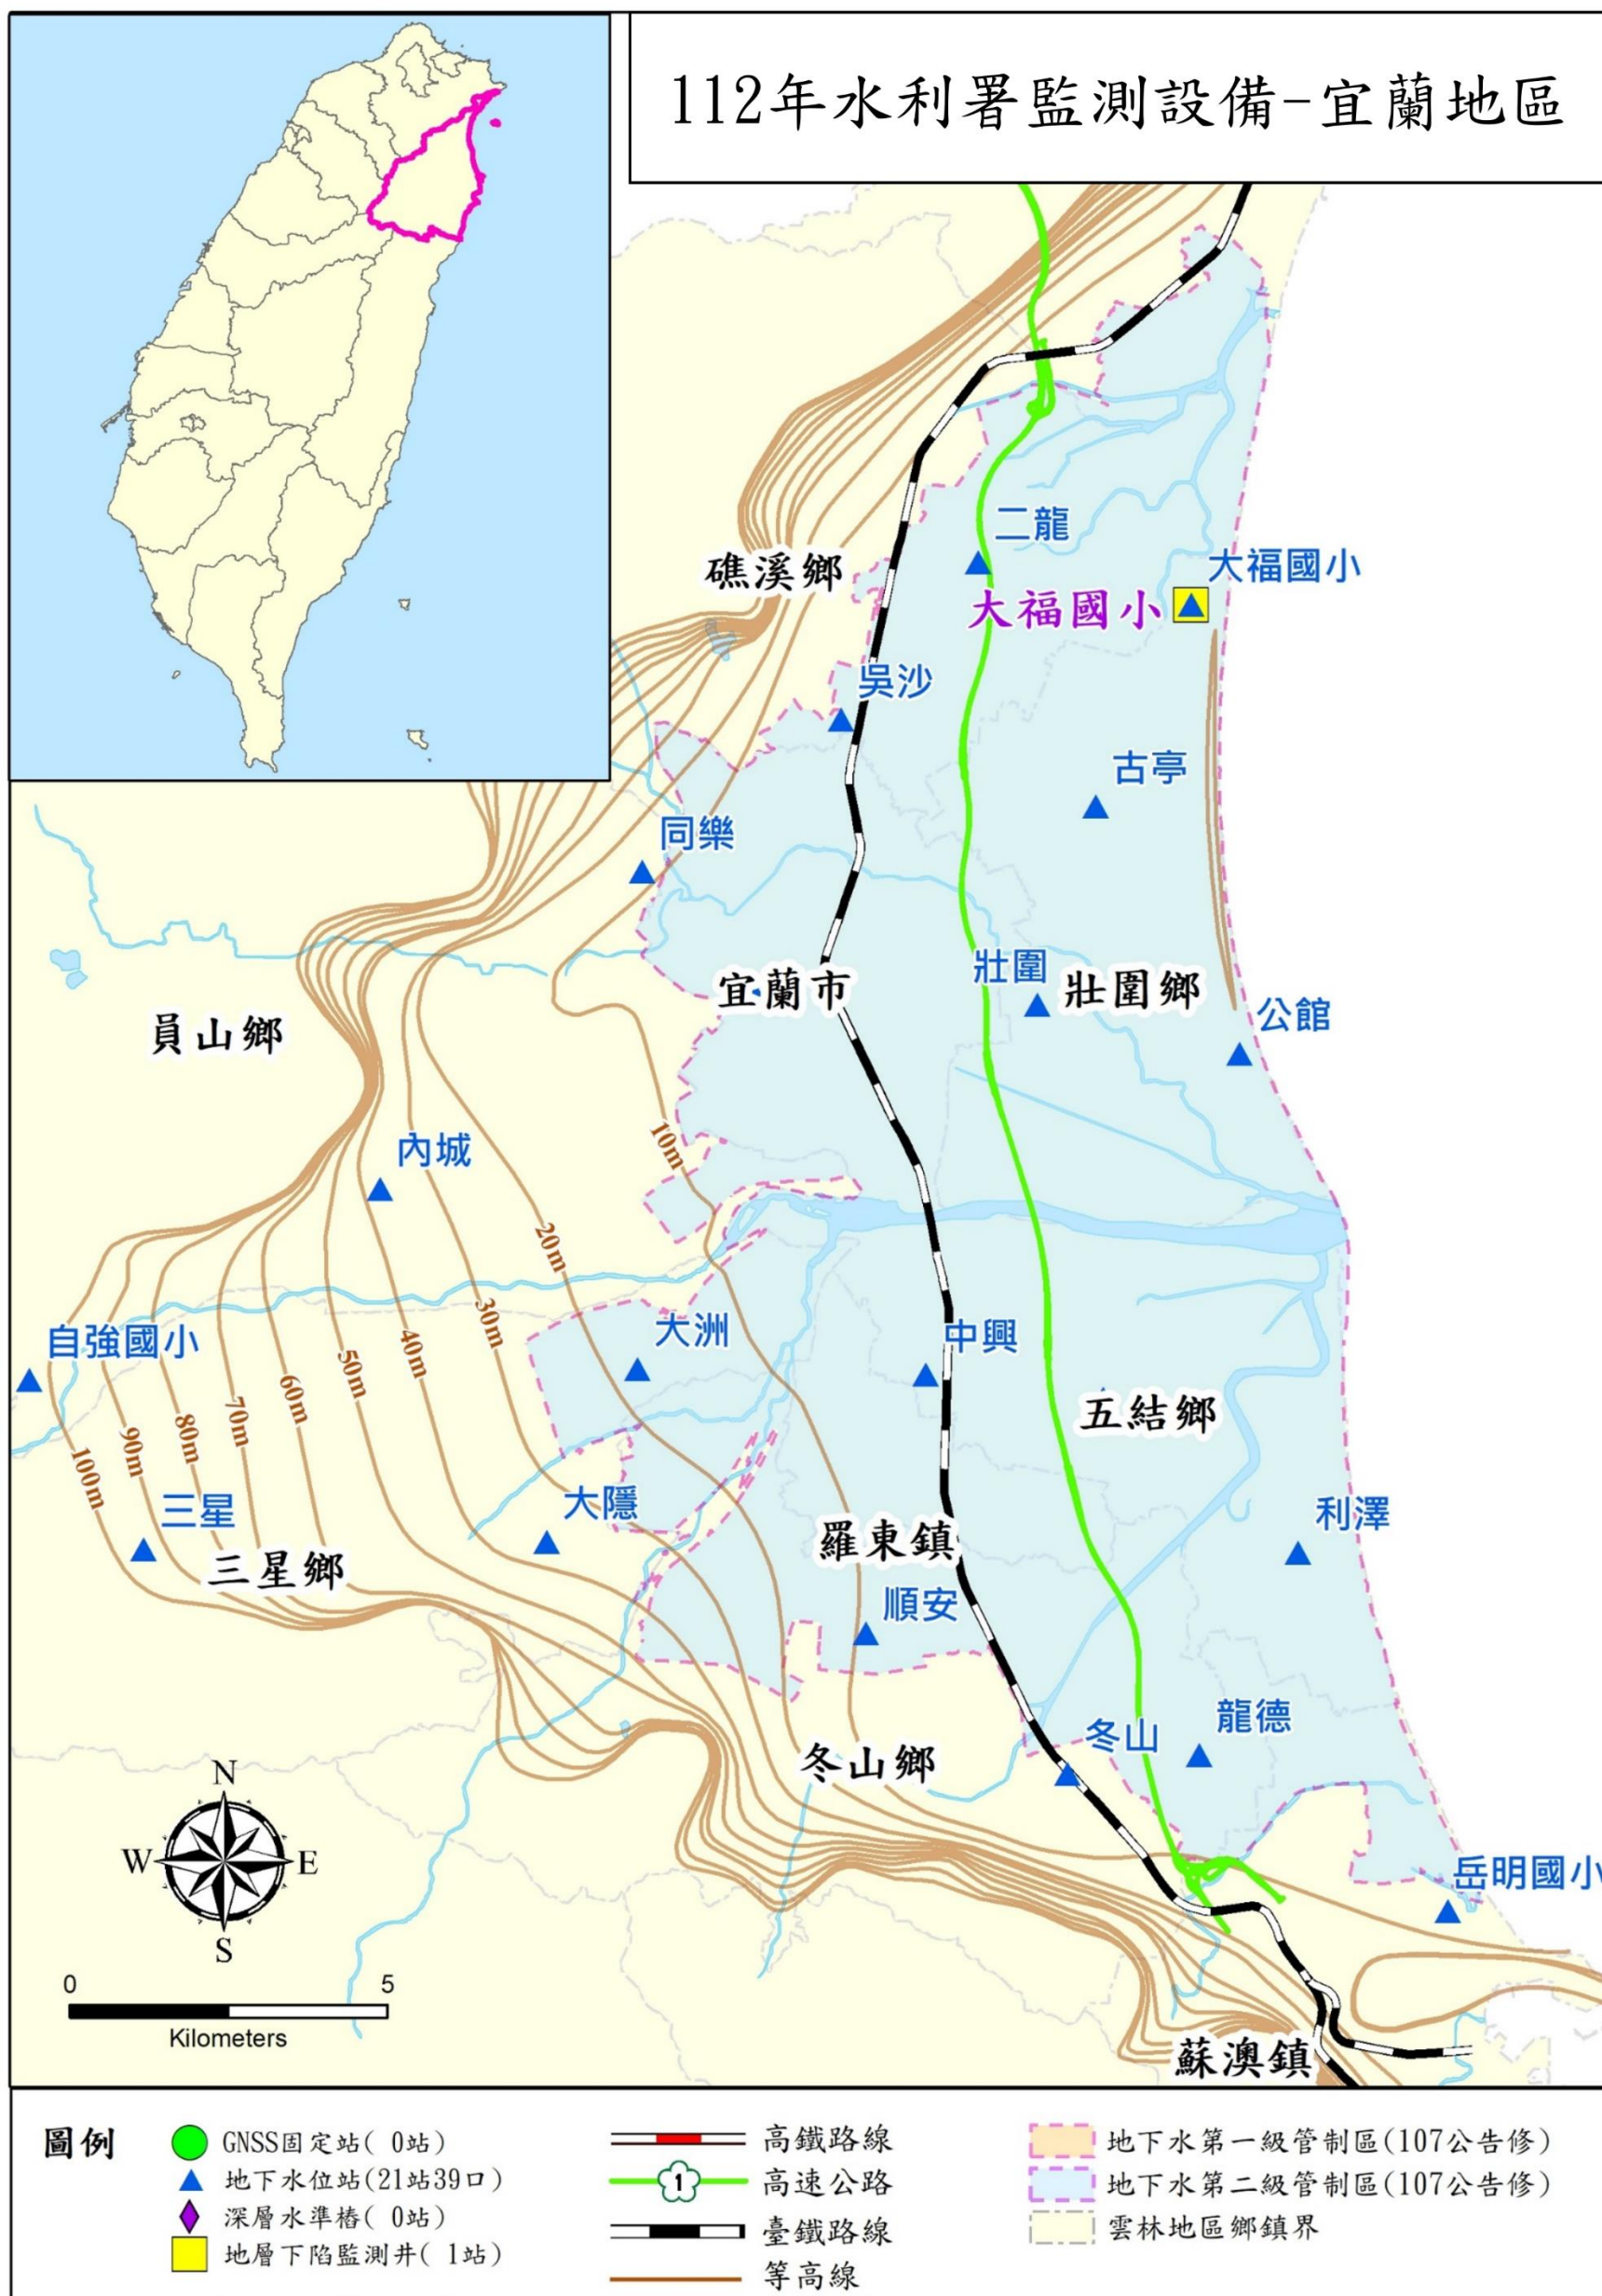 112年水利署監測設備-宜蘭地區
二龍
大福國小
礁溪鄉
大福國小
吳沙
古亭
同樂
壯圍
宜蘭市
壯圍鄉
公館
員山鄉
內城
10m
20m
30m
大洲
中興
自強國小
40m
50m
60m
70m
80m
90m
100m
五結鄉
三星
大隱
利澤
羅東鎮
三星鄉
順安
龍德
冬山
冬山鄉
N
W
E
S
岳明國小
0 5
Kilometers
蘇澳鎮
圖例
GNSS固定站( 0站)
地下水位站(21站39口)
深層水準樁( 0站)
地層下陷監測井( 1站)
高鐵路線
1
高速公路
臺鐵路線
等高線
地下水第一級管制區(107公告修)
地下水第二級管制區(107公告修)
雲林地區鄉鎮界